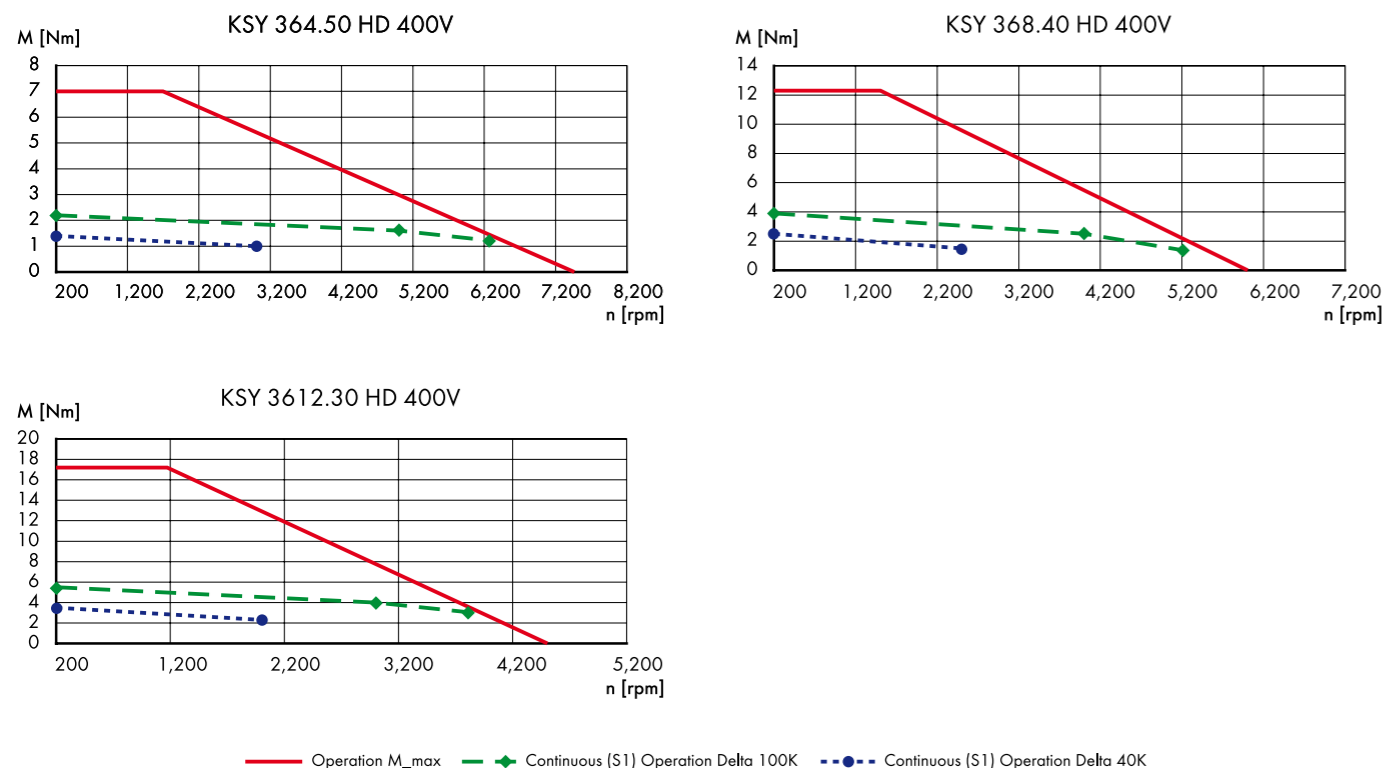 KSY 364.50 HD 400V
M [Nm]
8
7
6
5
4
3
2
1
0
200 1,200 2,200 3,200 4,200 5,200 6,200 7,200 8,200
n [rpm]
KSY 368.40 HD 400V
M [Nm]
14
12
10
8
6
4
2
0
200 1,200 2,200 3,200 4,200 5,200 6,200 7,200
n [rpm]
KSY 3612.30 HD 400V
M [Nm]
20
18
16
14
12
10
8
6
4
2
0
200 1,200 2,200 3,200 4,200 5,200
n [rpm]
Operation M_max Continuous (S1) Operation Delta 100K Continuous (S1) Operation Delta 40K